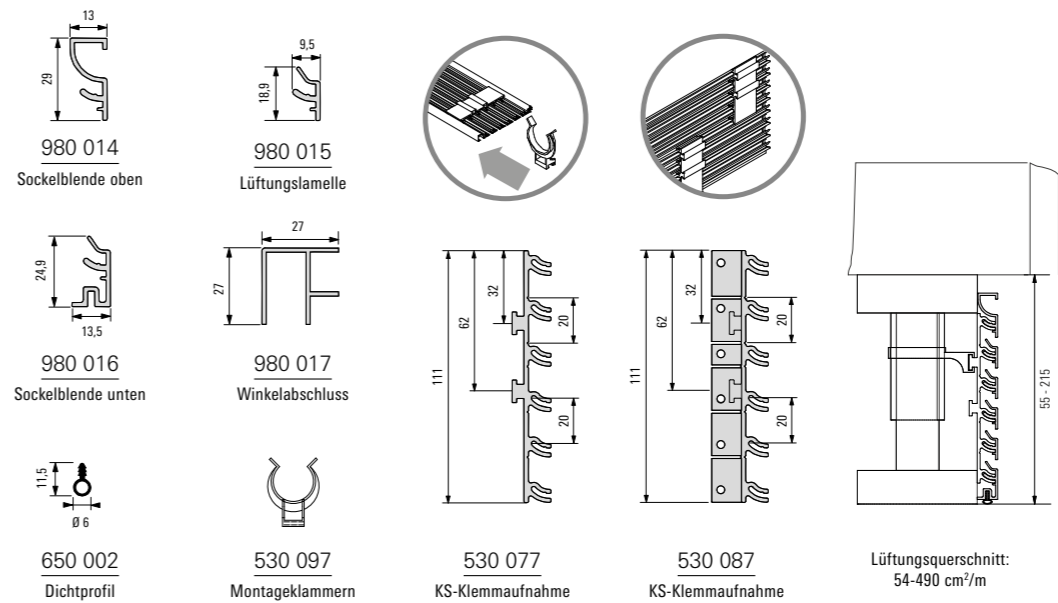 13
29
980 014
Sockelblende oben
9,5
18,9
980 015
Lüftungslamelle
24,9
13,5
980 016
Sockelblende unten
27
27
980 017
Winkelabschluss
11,5
Ø 6
650 002
Dichtprofil
530 097
Montageklammern
32
62
111
20
20
530 077
KS-Klemmaufnahme
32
62
111
20
20
530 087
KS-Klemmaufnahme
55 - 215
Lüftungsquerschnitt:
54-490 cm²/m